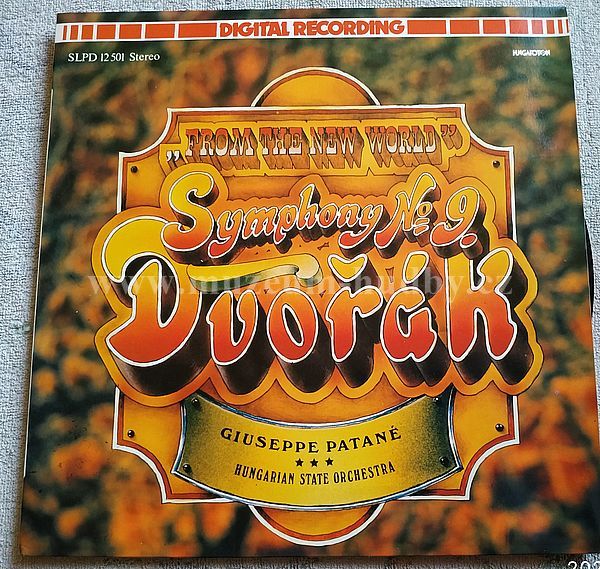 DIGITAL RECORDING
SLPD 12501 Stereo
HUNGAROTON
„FROM THE NEW WORLD”
Symphony No 9.
Dvořák
GIUSEPPE PATANÉ
★★★
HUNGARIAN STATE ORCHESTRA